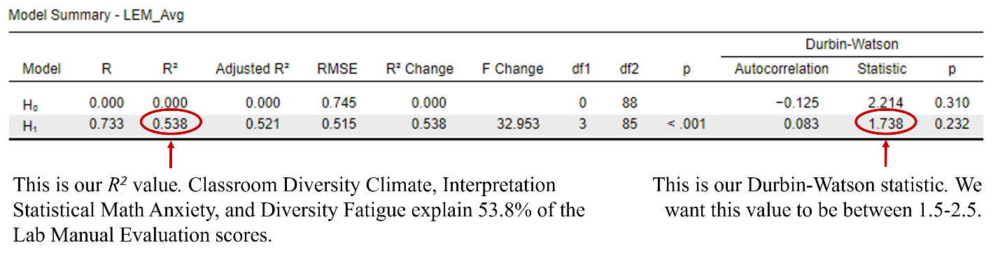 Model Summary - LEM_Avg
Durbin-Watson
Model R R² Adjusted R² RMSE R² Change F Change df1 df2 p Autocorrelation Statistic p
H₀ 0.000 0.000 0.000 0.745 0.000 0 88 −0.125 2.214 0.310
H₁ 0.733 0.538 0.521 0.515 0.538 32.953 3 85 < .001 0.083 1.738 0.232
This is our R² value. Classroom Diversity Climate, Interpretation
Statistical Math Anxiety, and Diversity Fatigue explain 53.8% of the
Lab Manual Evaluation scores.
This is our Durbin-Watson statistic. We
want this value to be between 1.5-2.5.